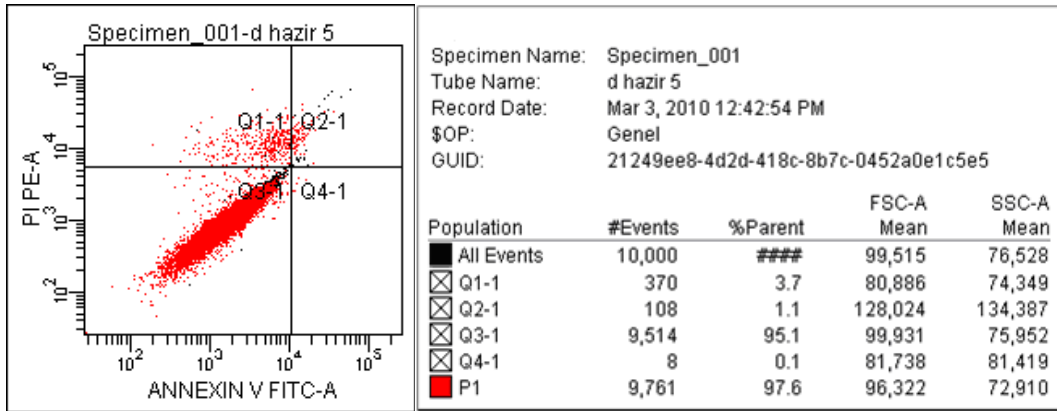 Specimen_001-d hazir 5
10^5
10^4
10^3
10^2
PI PE-A
Q1-1 Q2-1
Q3-1 Q4-1
10^2 10^3 10^4 10^5
ANNEXIN V FITC-A
Specimen Name: Specimen_001
Tube Name: d hazir 5
Record Date: Mar 3, 2010 12:42:54 PM
$OP: Genel
GUID: 21249ee8-4d2d-418c-8b7c-0452a0e1c5e5
FSC-A SSC-A
Population #Events %Parent Mean Mean
All Events 10,000 #### 99,515 76,528
Q1-1 370 3.7 80,886 74,349
Q2-1 108 1.1 128,024 134,387
Q3-1 9,514 95.1 99,931 75,952
Q4-1 8 0.1 81,738 81,419
P1 9,761 97.6 96,322 72,910